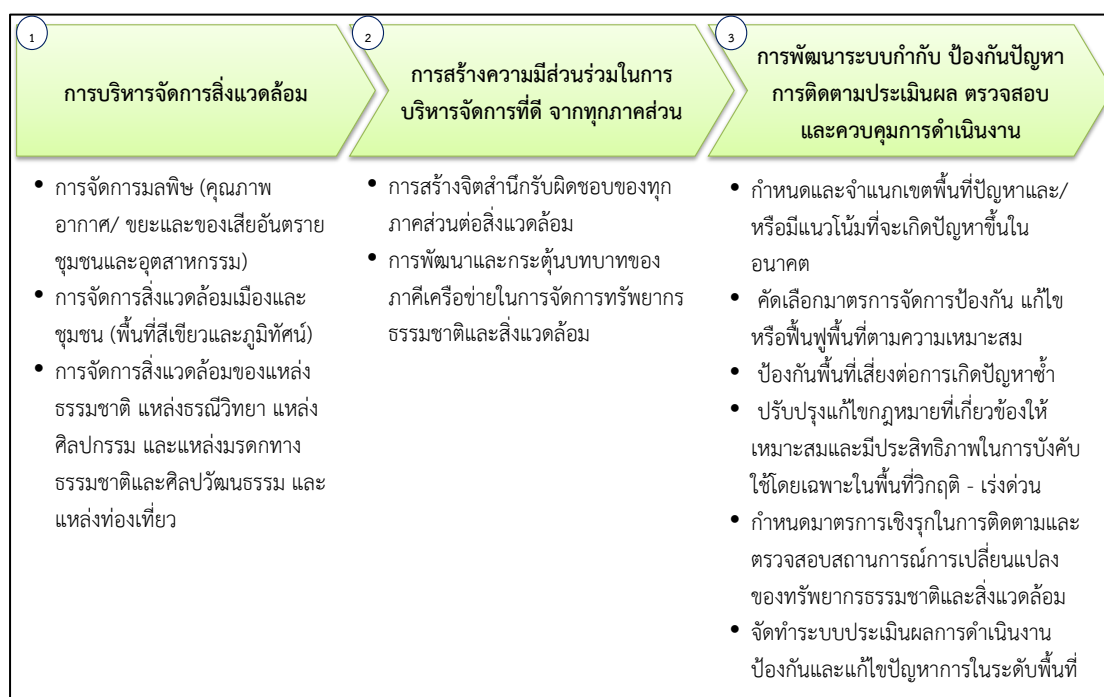 1
การบริหารจัดการสิ่งแวดล้อม
• การจัดการมลพิษ (คุณภาพ
อากาศ/ ขยะและของเสียอันตราย
ชุมชนและอุตสาหกรรม)
• การจัดการสิ่งแวดล้อมเมืองและ
ชุมชน (พื้นที่สีเขียวและภูมิทัศน์)
• การจัดการสิ่งแวดล้อมของแหล่ง
ธรรมชาติ แหล่งธรณีวิทยา แหล่ง
ศิลปกรรม และแหล่งมรดกทาง
ธรรมชาติและศิลปวัฒนธรรม และ
แหล่งท่องเที่ยว
2
การสร้างความมีส่วนร่วมในการ
บริหารจัดการที่ดี จากทุกภาคส่วน
• การสร้างจิตสำนึกรับผิดชอบของทุก
ภาคส่วนต่อสิ่งแวดล้อม
• การพัฒนาและกระตุ้นบทบาทของ
ภาคีเครือข่ายในการจัดการทรัพยากร
ธรรมชาติและสิ่งแวดล้อม
3
การพัฒนาระบบกำกับ ป้องกันปัญหา
การติดตามประเมินผล ตรวจสอบ
และควบคุมการดำเนินงาน
• กำหนดและจำแนกเขตพื้นที่ปัญหาและ/
หรือมีแนวโน้มที่จะเกิดปัญหาขึ้นใน
อนาคต
• คัดเลือกมาตรการจัดการป้องกัน แก้ไข
หรือฟื้นฟูพื้นที่ตามความเหมาะสม
• ป้องกันพื้นที่เสี่ยงต่อการเกิดปัญหาซ้ำ
• ปรับปรุงแก้ไขกฎหมายที่เกี่ยวข้องให้
เหมาะสมและมีประสิทธิภาพในการบังคับ
ใช้โดยเฉพาะในพื้นที่วิกฤติ - เร่งด่วน
• กำหนดมาตรการเชิงรุกในการติดตามและ
ตรวจสอบสถานการณ์การเปลี่ยนแปลง
ของทรัพยากรธรรมชาติและสิ่งแวดล้อม
• จัดทำระบบประเมินผลการดำเนินงาน
ป้องกันและแก้ไขปัญหาการในระดับพื้นที่